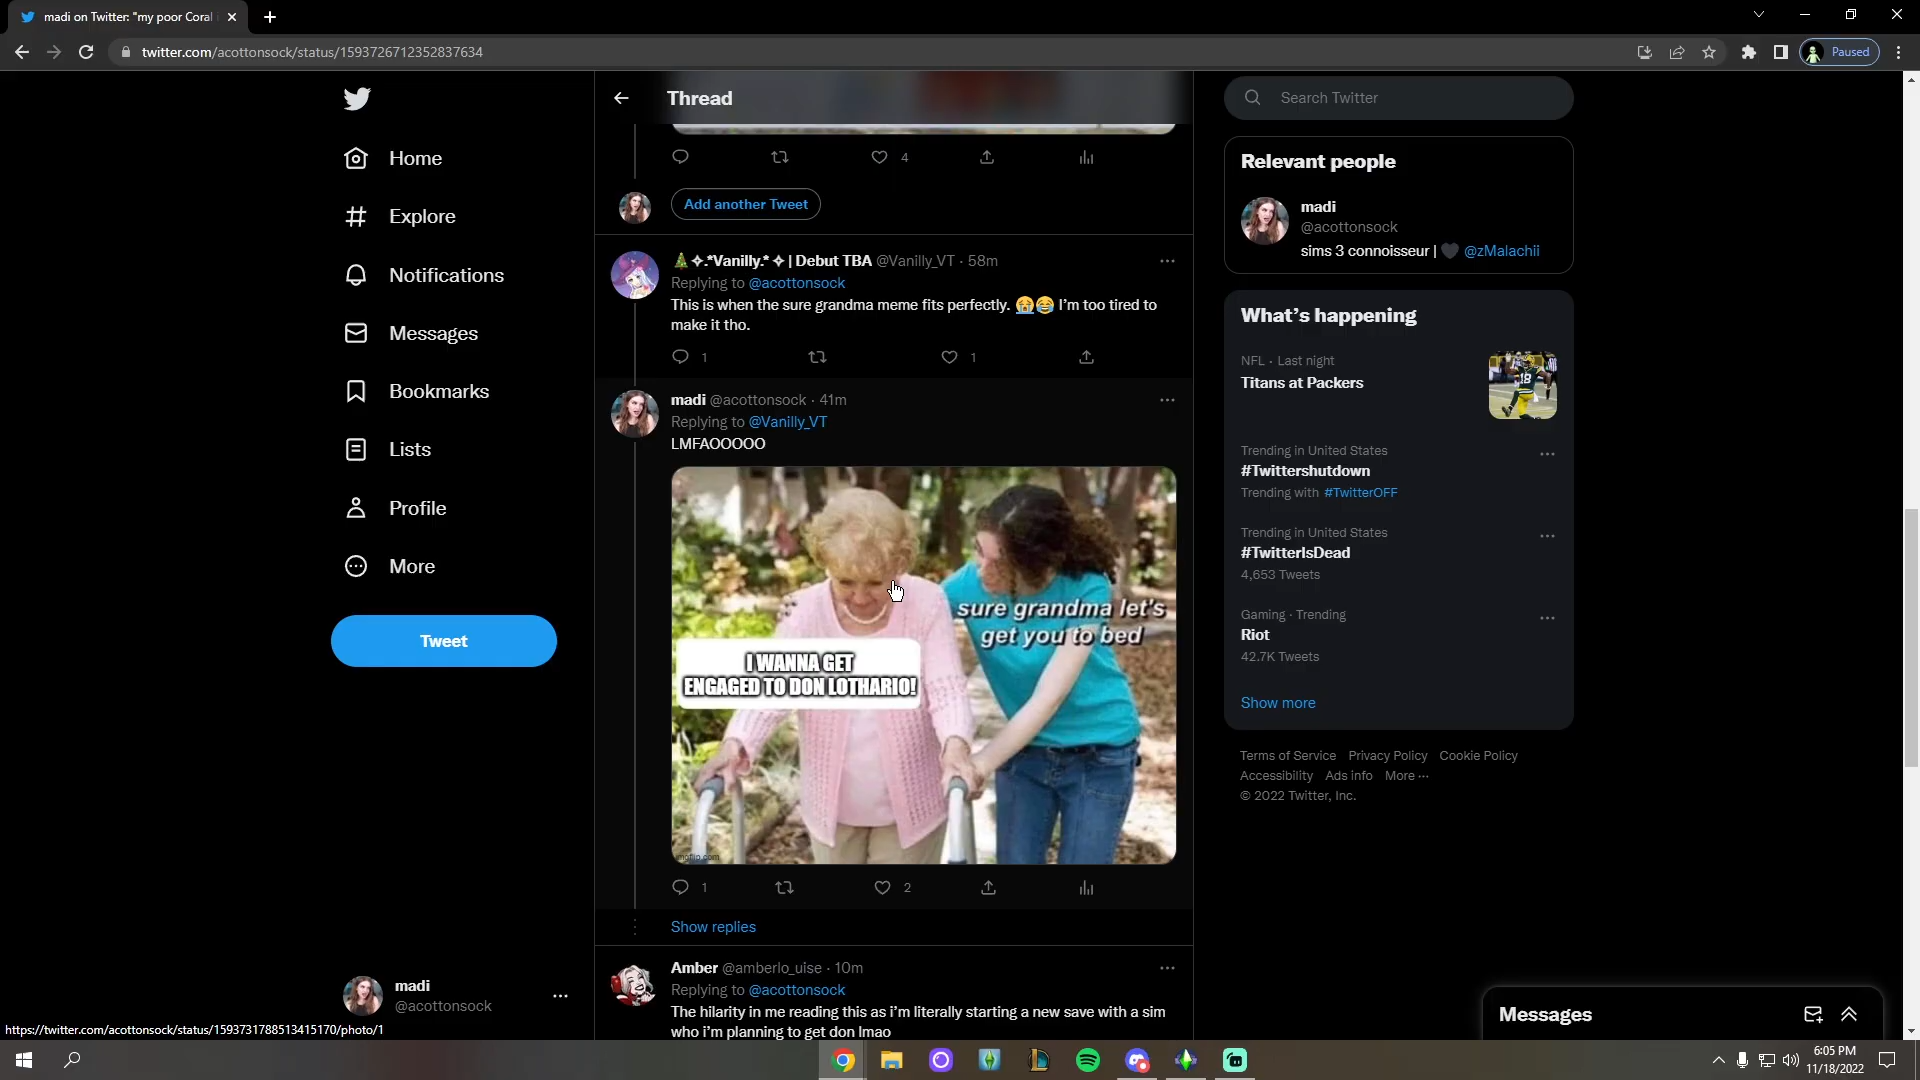 madi on Twitter: "my poor Coral
twitter.com/acottonsock/status/1593726712352837634
Paused
Thread
Search Twitter
Home
Explore
Notifications
Messages
Bookmarks
Lists
Profile
More
Tweet
4
Add another Tweet
🎄✧.*Vanilly.*✧ | Debut TBA @Vanilly_VT · 58m
Replying to @acottonsock
This is when the sure grandma meme fits perfectly. 😭😂 I'm too tired to
make it tho.
1
1
madi @acottonsock · 41m
Replying to @Vanilly_VT
LMFAOOOOO
sure grandma let's
get you to bed
I WANNA GET
ENGAGED TO DON LOTHARIO!
imgflip.com
1
2
Show replies
Amber @amberlo_uise · 10m
Replying to @acottonsock
The hilarity in me reading this as i'm literally starting a new save with a sim
who i'm planning to get don lmao
Relevant people
madi
@acottonsock
sims 3 connoisseur | 🖤 @zMalachii
What's happening
NFL · Last night
Titans at Packers
18
Trending in United States
#Twittershutdown
Trending with #TwitterOFF
Trending in United States
#TwitterIsDead
4,653 Tweets
Gaming · Trending
Riot
42.7K Tweets
Show more
Terms of Service Privacy Policy Cookie Policy
Accessibility Ads info More ···
© 2022 Twitter, Inc.
madi
@acottonsock
Messages
https://twitter.com/acottonsock/status/1593731788513415170/photo/1
6:05 PM
11/18/2022